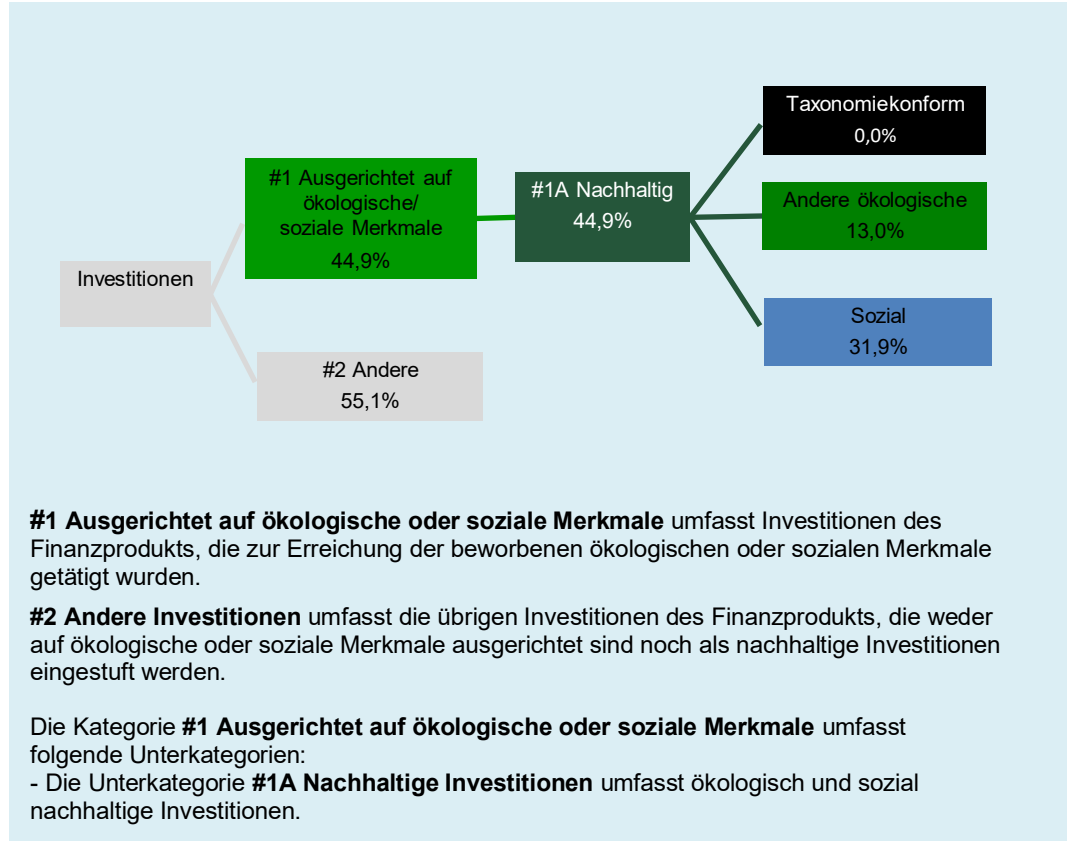 Taxonomiekonform
0,0%
#1 Ausgerichtet auf
ökologische/
soziale Merkmale
44,9%
#1A Nachhaltig
44,9%
Andere ökologische
13,0%
Investitionen
Sozial
31,9%
#2 Andere
55,1%
#1 Ausgerichtet auf ökologische oder soziale Merkmale umfasst Investitionen des
Finanzprodukts, die zur Erreichung der beworbenen ökologischen oder sozialen Merkmale
getätigt wurden.
#2 Andere Investitionen umfasst die übrigen Investitionen des Finanzprodukts, die weder
auf ökologische oder soziale Merkmale ausgerichtet sind noch als nachhaltige Investitionen
eingestuft werden.
Die Kategorie #1 Ausgerichtet auf ökologische oder soziale Merkmale umfasst
folgende Unterkategorien:
- Die Unterkategorie #1A Nachhaltige Investitionen umfasst ökologisch und sozial
nachhaltige Investitionen.